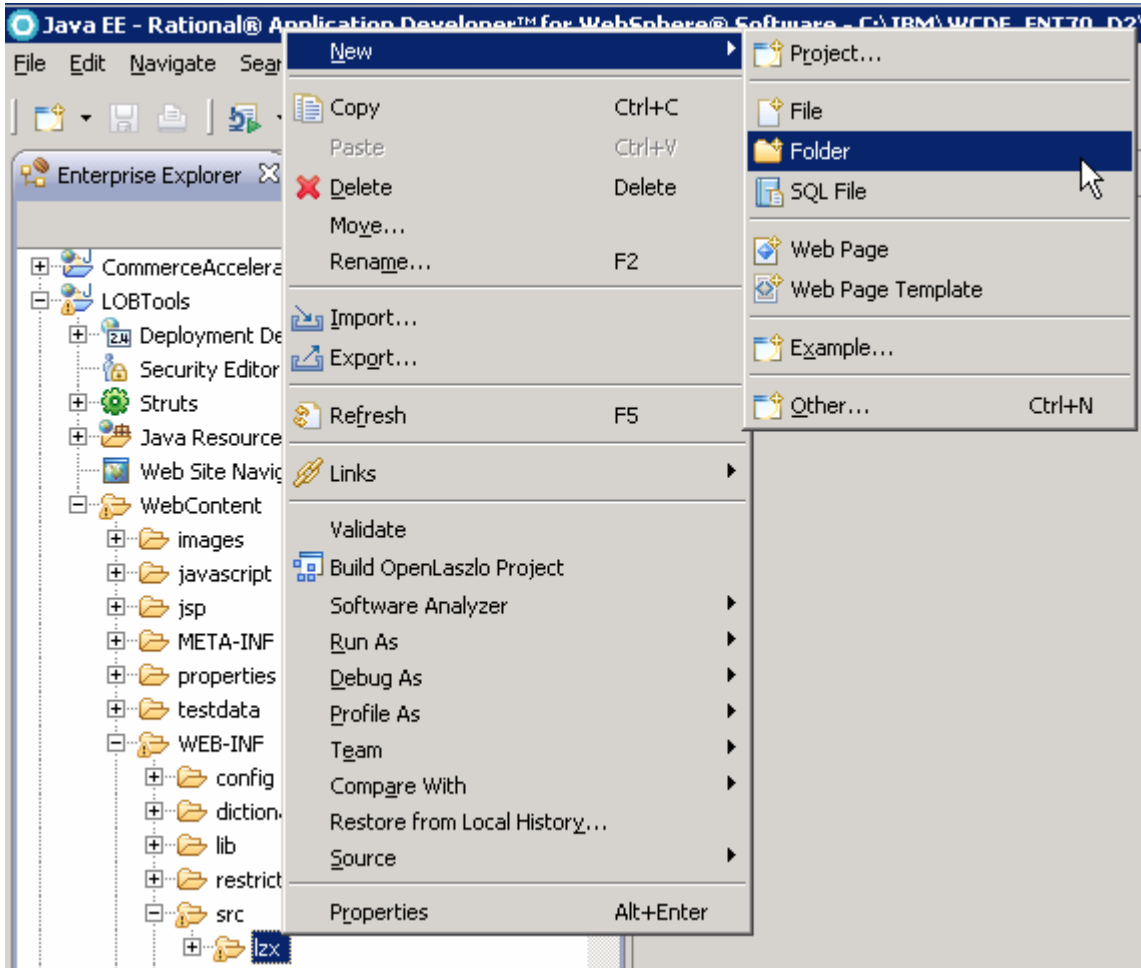 Java EE - Rational® Application Developer™ for WebSphere® Software - C:\IBM\WCDE_ENT70_D2\
File Edit Navigate Sear
Enterprise Explorer
CommerceAccelera
LOBTools
2.4 Deployment De
Security Editor
Struts
Java Resource
Web Site Navig
WebContent
images
javascript
jsp
META-INF
properties
testdata
WEB-INF
config
diction
lib
restrict
src
lzx
New
Copy Ctrl+C
Paste Ctrl+V
Delete Delete
Move...
Rename... F2
Import...
Export...
Refresh F5
Links
Validate
Build OpenLaszlo Project
Software Analyzer
Run As
Debug As
Profile As
Team
Compare With
Restore from Local History...
Source
Properties Alt+Enter
Project...
File
Folder
SQL File
Web Page
Web Page Template
Example...
Other... Ctrl+N